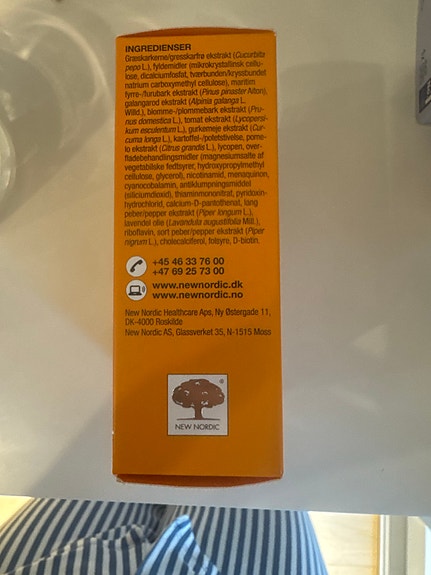 INGREDIENSER
Græskarkerne/gresskarfrø ekstrakt (Cucurbita
pepo L.), fyldemidler (mikrokrystallinsk cellu-
lose, dicalciumfosfat, tværbunden/kryssbundet
natrium carboxymethyl cellulose), maritim
fyrre-/furubark ekstrakt (Pinus pinaster Aiton),
galangarod ekstrakt (Alpinia galanga L.
Willd.), blomme-/plommebark ekstrakt (Pru-
nus domestica L.), tomat ekstrakt (Lycopersi-
kon esculentum L.), gurkemeje ekstrakt (Cur-
cuma longa L.), kartoffel-/potetstivelse, pome-
lo ekstrakt (Citrus grandis L.), lycopen, over-
fladebehandlingsmidler (magnesiumsalte af
vegetabilske fedtsyrer, hydroxypropylmethyl
cellulose, glycerol), nicotinamid, menaquinon,
cyanocobalamin, antiklumpningsmiddel
(siliciumdioxid), thiaminmononitrat, pyridoxin-
hydrochlorid, calcium-D-pantothenat, lang
peber/pepper ekstrakt (Piper longum L.),
lavendel olie (Lavandula augustifolia Mill.),
riboflavin, sort peber/pepper ekstrakt (Piper
nigrum L.), cholecalciferol, folsyre, D-biotin.
+45 46 33 76 00
+47 69 25 73 00
www.newnordic.dk
www.newnordic.no
New Nordic Healthcare Aps, Ny Østergade 11,
DK-4000 Roskilde
New Nordic AS, Glassverket 35, N-1515 Moss
®
NEW NORDIC